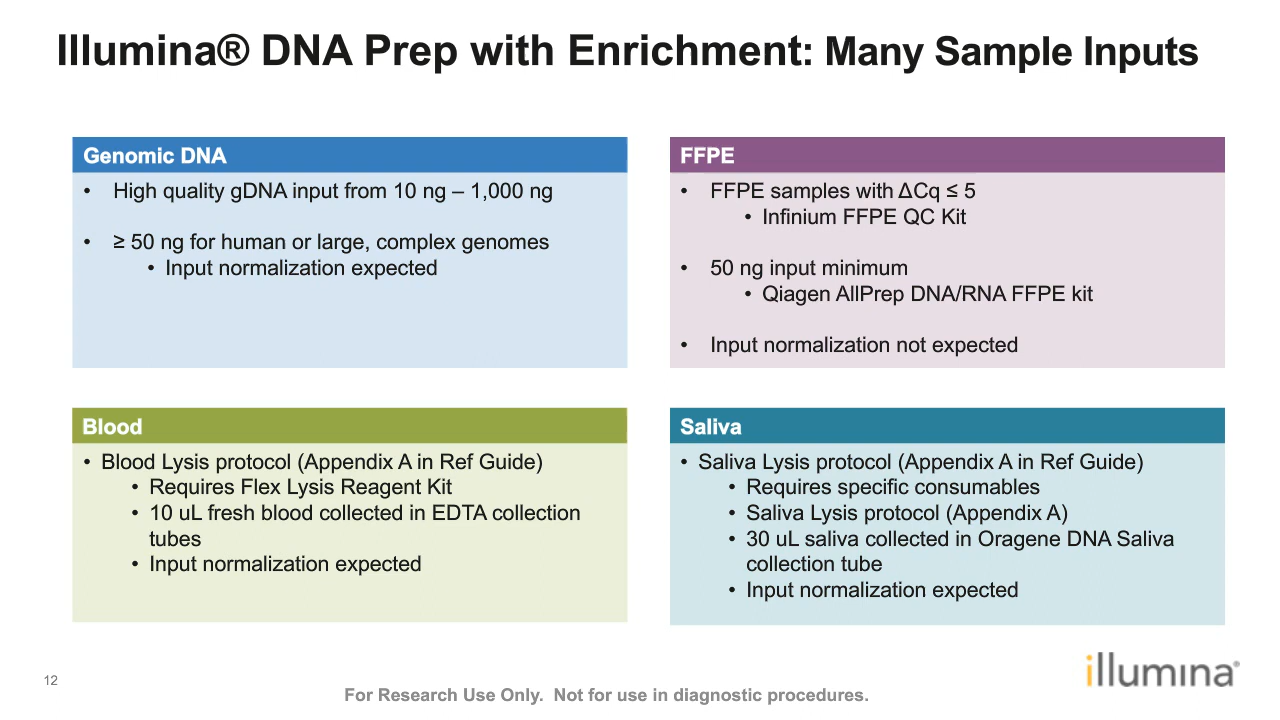 Illumina® DNA Prep with Enrichment: Many Sample Inputs
Genomic DNA
• High quality gDNA input from 10 ng – 1,000 ng
• ≥ 50 ng for human or large, complex genomes
• Input normalization expected
FFPE
• FFPE samples with ΔCq ≤ 5
• Infinium FFPE QC Kit
• 50 ng input minimum
• Qiagen AllPrep DNA/RNA FFPE kit
• Input normalization not expected
Blood
• Blood Lysis protocol (Appendix A in Ref Guide)
• Requires Flex Lysis Reagent Kit
• 10 uL fresh blood collected in EDTA collection
tubes
• Input normalization expected
Saliva
• Saliva Lysis protocol (Appendix A in Ref Guide)
• Requires specific consumables
• Saliva Lysis protocol (Appendix A)
• 30 uL saliva collected in Oragene DNA Saliva
collection tube
• Input normalization expected
12
For Research Use Only. Not for use in diagnostic procedures.
illumina®